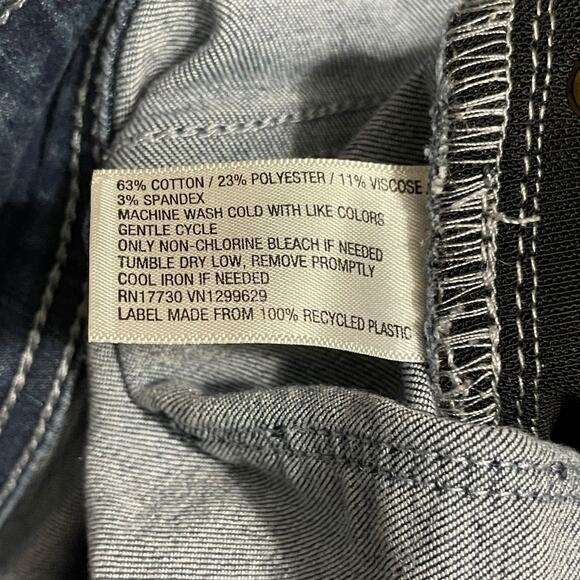 63% COTTON / 23% POLYESTER / 11% VISCOSE
3% SPANDEX
MACHINE WASH COLD WITH LIKE COLORS
GENTLE CYCLE
ONLY NON-CHLORINE BLEACH IF NEEDED
TUMBLE DRY LOW, REMOVE PROMPTLY
COOL IRON IF NEEDED
RN17730 VN1299629
LABEL MADE FROM 100% RECYCLED PLASTIC